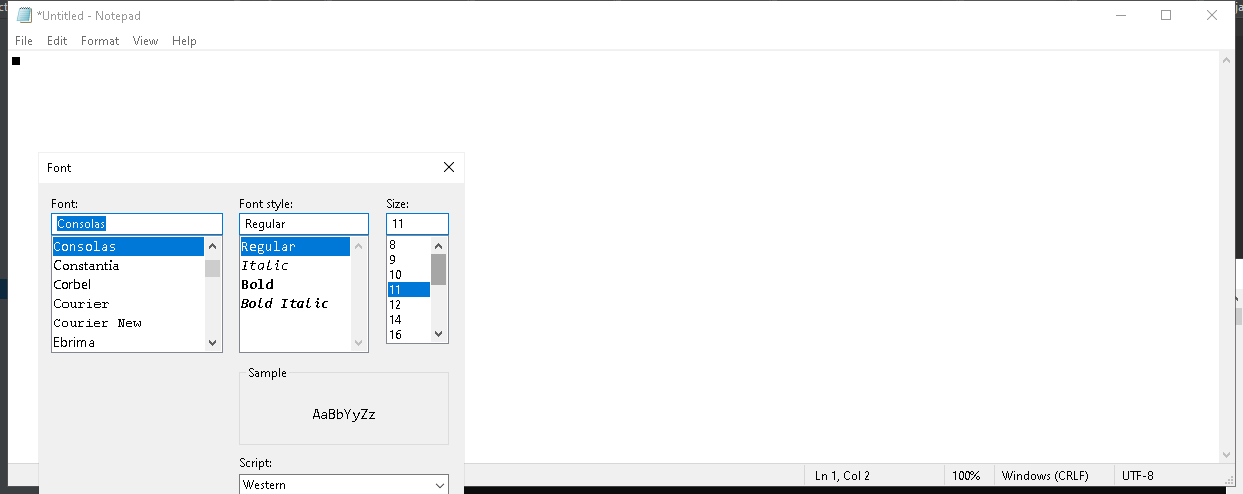 *Untitled - Notepad
File Edit Format View Help
■
Font
Font: Font style: Size:
Consolas Regular 11
Consolas Regular 8
Constantia Italic 9
Corbel Bold 10
Courier Bold Italic 11
Courier New 12
Ebrima 14
16
Sample
AaBbYyZz
Script:
Western
Ln 1, Col 2 100% Windows (CRLF) UTF-8